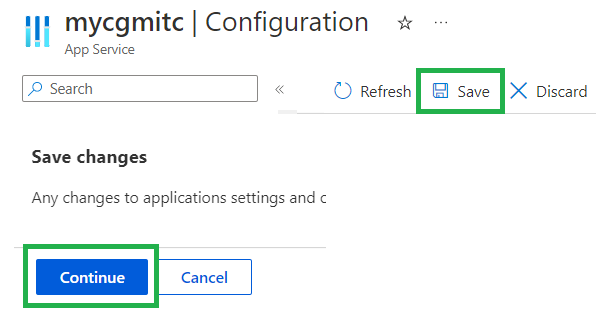 mycgmitc | Configuration
App Service
Search
Refresh
Save
Discard
Save changes
Any changes to applications settings and c
Continue
Cancel